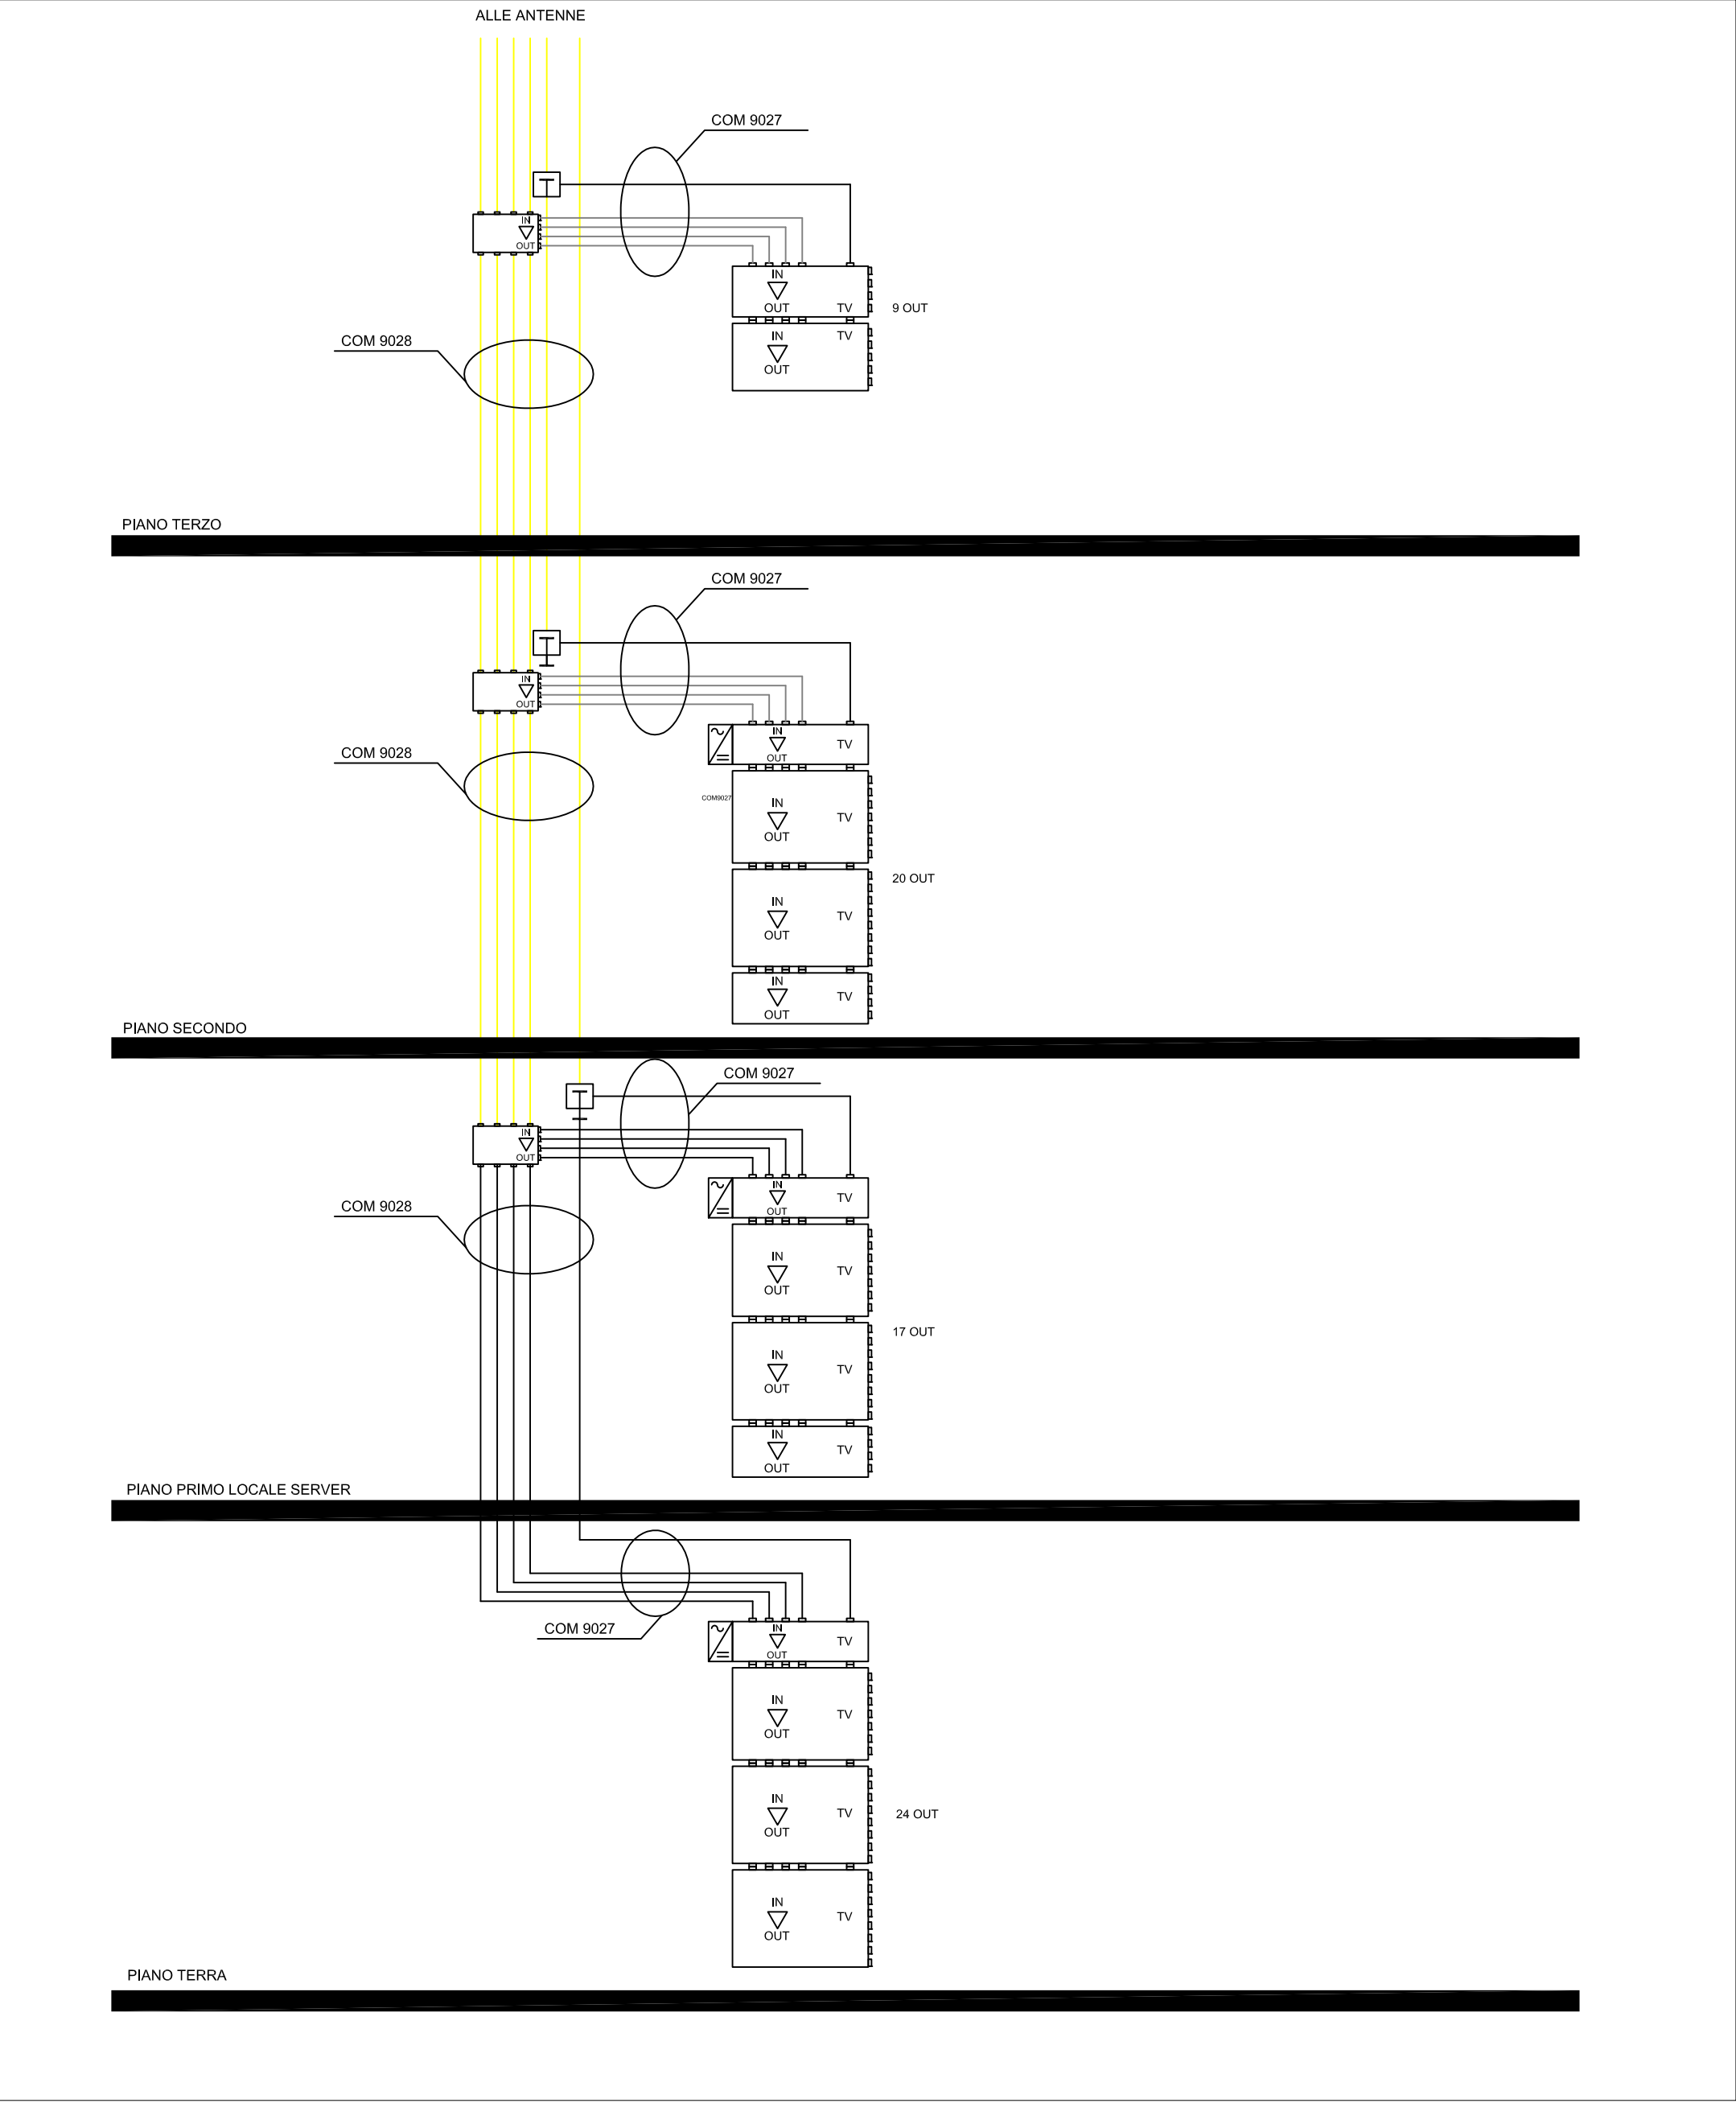 ALLE ANTENNE
COM 9027
IN
OUT
IN
OUT
TV
9 OUT
COM 9028
IN
OUT
TV
PIANO TERZO
COM 9027
IN
OUT
COM 9028
IN
OUT
TV
COM9027
IN
OUT
TV
20 OUT
IN
OUT
TV
IN
OUT
TV
PIANO SECONDO
COM 9027
IN
OUT
COM 9028
IN
OUT
TV
IN
OUT
TV
17 OUT
IN
OUT
TV
IN
OUT
TV
PIANO PRIMO LOCALE SERVER
COM 9027
IN
OUT
TV
IN
OUT
TV
IN
OUT
TV
24 OUT
IN
OUT
TV
PIANO TERRA